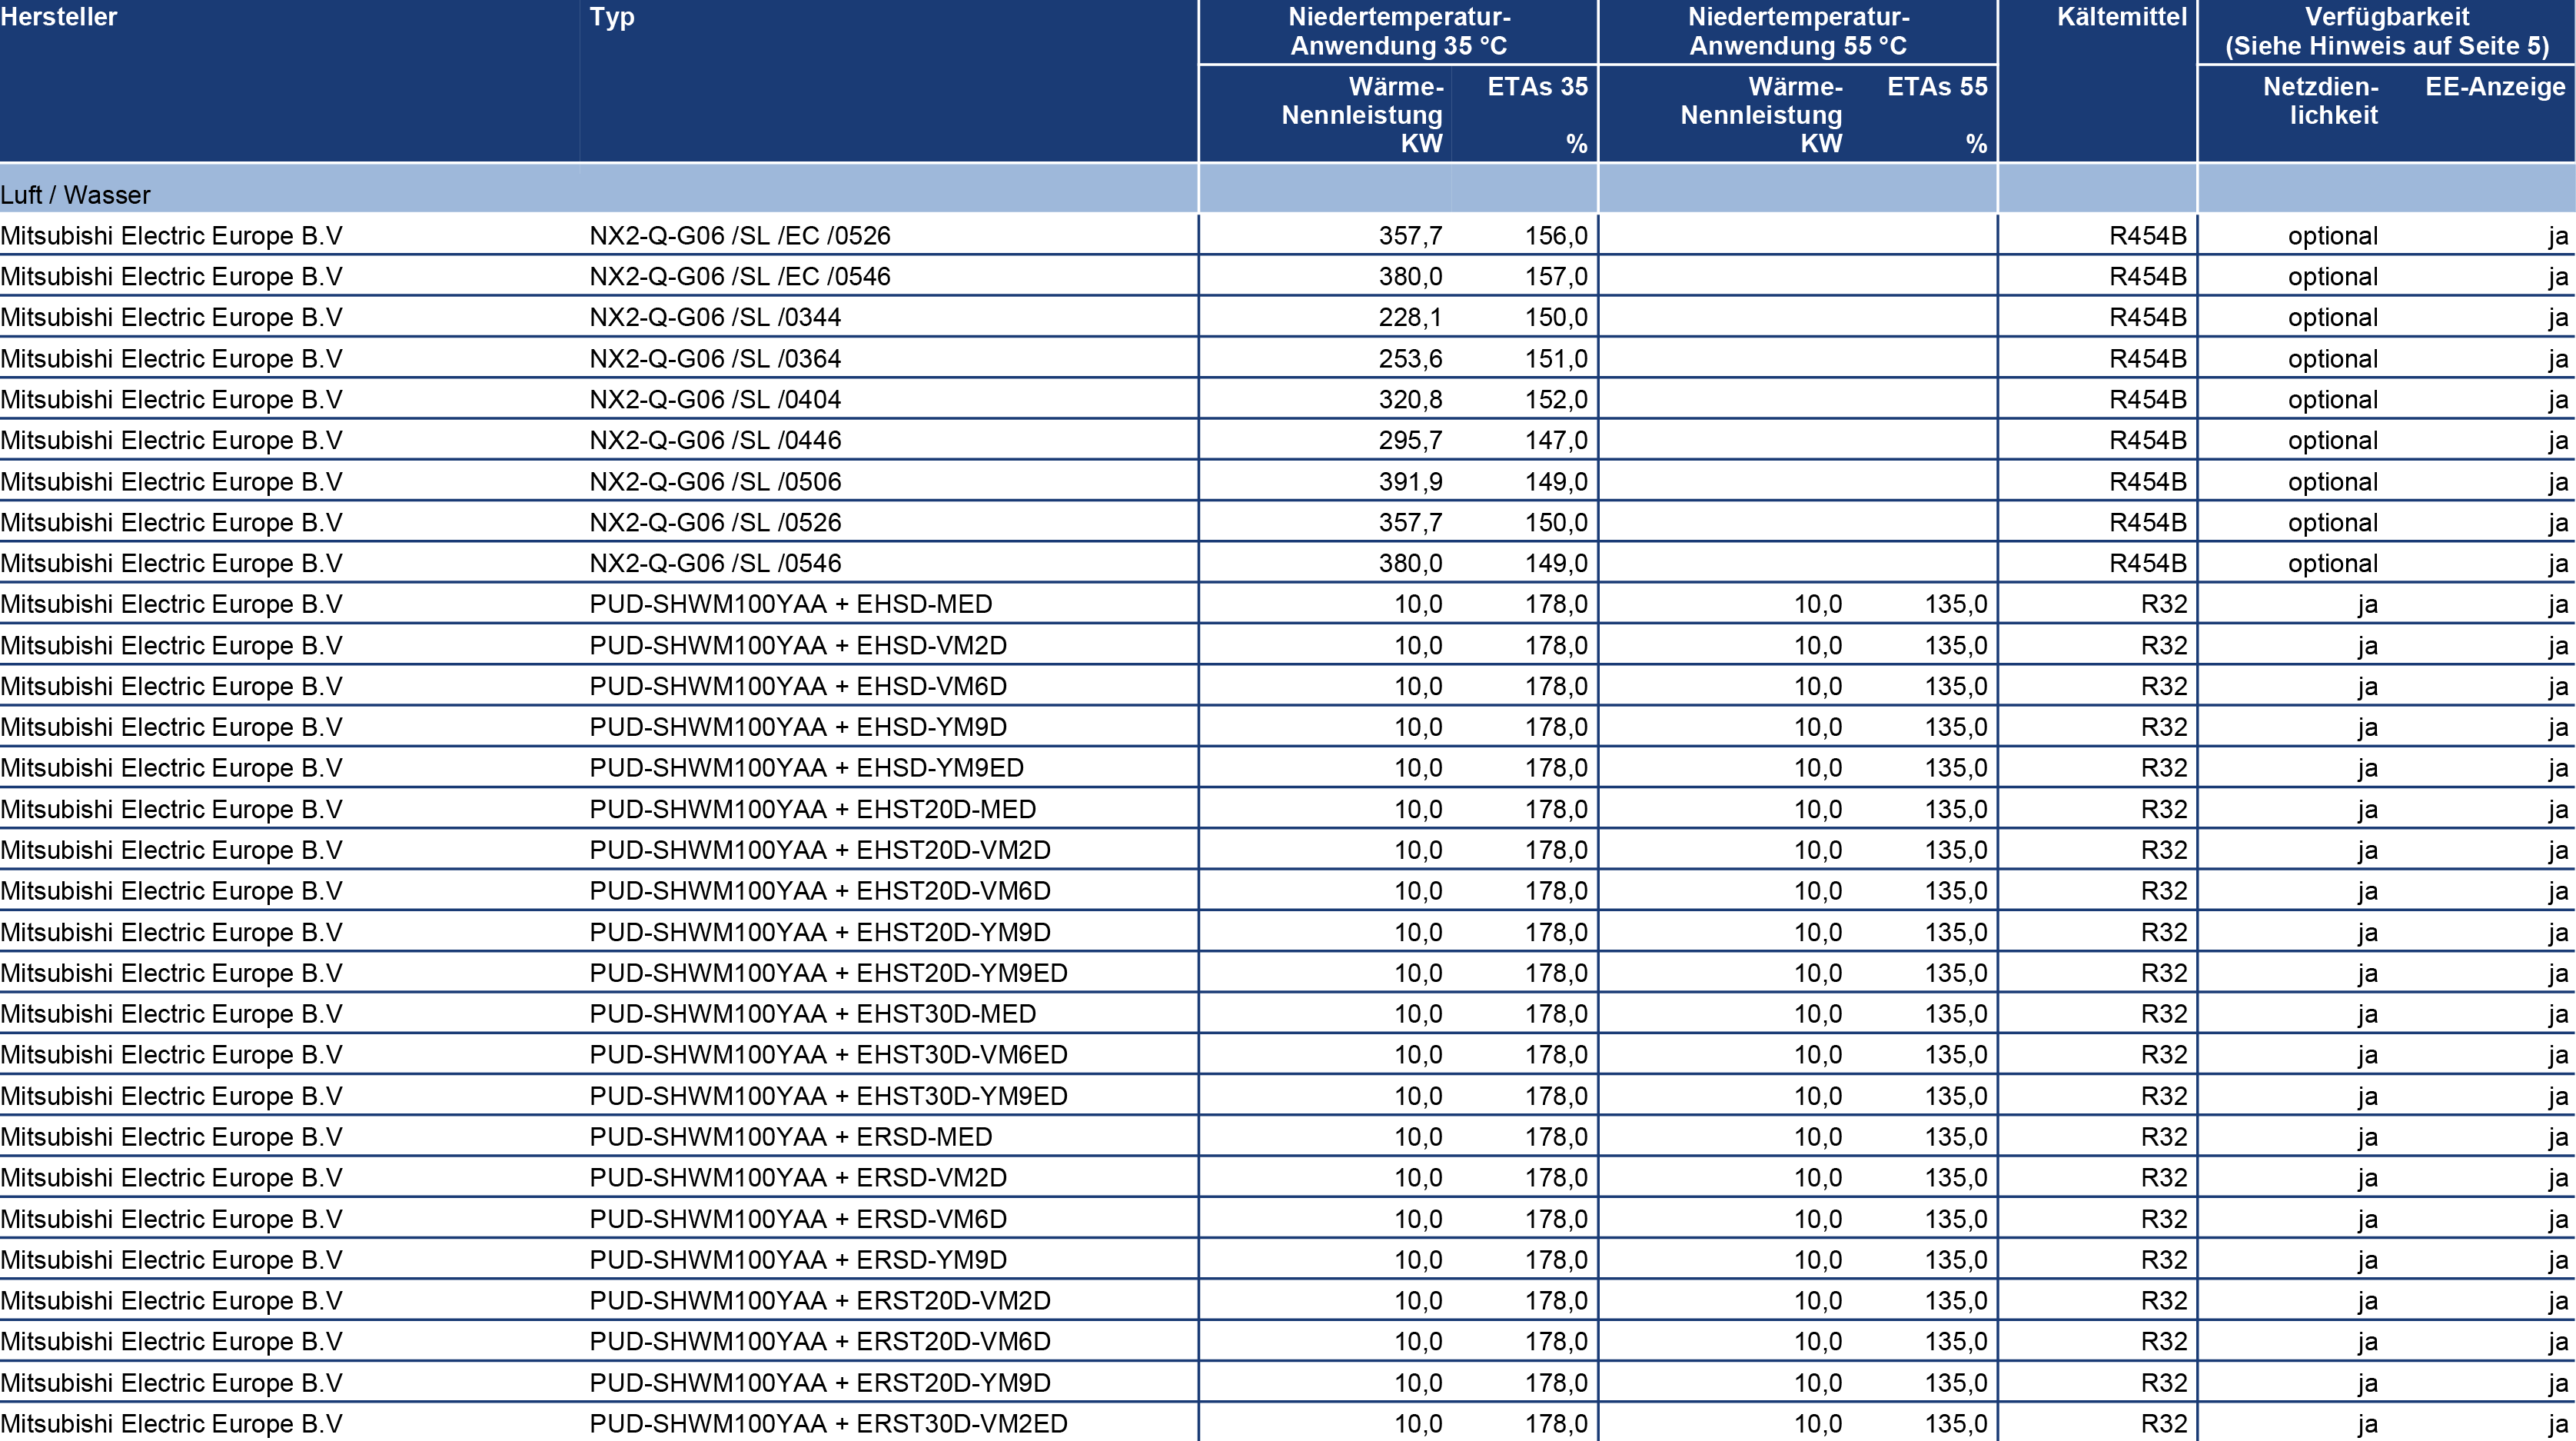 Hersteller Typ Niedertemperatur- Niedertemperatur- Kältemittel Verfügbarkeit
Anwendung 35 °C Anwendung 55 °C (Siehe Hinweis auf Seite 5)
Wärme- ETAs 35 Wärme- ETAs 55 Netzdien- EE-Anzeige
Nennleistung Nennleistung lichkeit
KW % KW %
Luft / Wasser
Mitsubishi Electric Europe B.V NX2-Q-G06 /SL /EC /0526 357,7 156,0 R454B optional ja
Mitsubishi Electric Europe B.V NX2-Q-G06 /SL /EC /0546 380,0 157,0 R454B optional ja
Mitsubishi Electric Europe B.V NX2-Q-G06 /SL /0344 228,1 150,0 R454B optional ja
Mitsubishi Electric Europe B.V NX2-Q-G06 /SL /0364 253,6 151,0 R454B optional ja
Mitsubishi Electric Europe B.V NX2-Q-G06 /SL /0404 320,8 152,0 R454B optional ja
Mitsubishi Electric Europe B.V NX2-Q-G06 /SL /0446 295,7 147,0 R454B optional ja
Mitsubishi Electric Europe B.V NX2-Q-G06 /SL /0506 391,9 149,0 R454B optional ja
Mitsubishi Electric Europe B.V NX2-Q-G06 /SL /0526 357,7 150,0 R454B optional ja
Mitsubishi Electric Europe B.V NX2-Q-G06 /SL /0546 380,0 149,0 R454B optional ja
Mitsubishi Electric Europe B.V PUD-SHWM100YAA + EHSD-MED 10,0 178,0 10,0 135,0 R32 ja ja
Mitsubishi Electric Europe B.V PUD-SHWM100YAA + EHSD-VM2D 10,0 178,0 10,0 135,0 R32 ja ja
Mitsubishi Electric Europe B.V PUD-SHWM100YAA + EHSD-VM6D 10,0 178,0 10,0 135,0 R32 ja ja
Mitsubishi Electric Europe B.V PUD-SHWM100YAA + EHSD-YM9D 10,0 178,0 10,0 135,0 R32 ja ja
Mitsubishi Electric Europe B.V PUD-SHWM100YAA + EHSD-YM9ED 10,0 178,0 10,0 135,0 R32 ja ja
Mitsubishi Electric Europe B.V PUD-SHWM100YAA + EHST20D-MED 10,0 178,0 10,0 135,0 R32 ja ja
Mitsubishi Electric Europe B.V PUD-SHWM100YAA + EHST20D-VM2D 10,0 178,0 10,0 135,0 R32 ja ja
Mitsubishi Electric Europe B.V PUD-SHWM100YAA + EHST20D-VM6D 10,0 178,0 10,0 135,0 R32 ja ja
Mitsubishi Electric Europe B.V PUD-SHWM100YAA + EHST20D-YM9D 10,0 178,0 10,0 135,0 R32 ja ja
Mitsubishi Electric Europe B.V PUD-SHWM100YAA + EHST20D-YM9ED 10,0 178,0 10,0 135,0 R32 ja ja
Mitsubishi Electric Europe B.V PUD-SHWM100YAA + EHST30D-MED 10,0 178,0 10,0 135,0 R32 ja ja
Mitsubishi Electric Europe B.V PUD-SHWM100YAA + EHST30D-VM6ED 10,0 178,0 10,0 135,0 R32 ja ja
Mitsubishi Electric Europe B.V PUD-SHWM100YAA + EHST30D-YM9ED 10,0 178,0 10,0 135,0 R32 ja ja
Mitsubishi Electric Europe B.V PUD-SHWM100YAA + ERSD-MED 10,0 178,0 10,0 135,0 R32 ja ja
Mitsubishi Electric Europe B.V PUD-SHWM100YAA + ERSD-VM2D 10,0 178,0 10,0 135,0 R32 ja ja
Mitsubishi Electric Europe B.V PUD-SHWM100YAA + ERSD-VM6D 10,0 178,0 10,0 135,0 R32 ja ja
Mitsubishi Electric Europe B.V PUD-SHWM100YAA + ERSD-YM9D 10,0 178,0 10,0 135,0 R32 ja ja
Mitsubishi Electric Europe B.V PUD-SHWM100YAA + ERST20D-VM2D 10,0 178,0 10,0 135,0 R32 ja ja
Mitsubishi Electric Europe B.V PUD-SHWM100YAA + ERST20D-VM6D 10,0 178,0 10,0 135,0 R32 ja ja
Mitsubishi Electric Europe B.V PUD-SHWM100YAA + ERST20D-YM9D 10,0 178,0 10,0 135,0 R32 ja ja
Mitsubishi Electric Europe B.V PUD-SHWM100YAA + ERST30D-VM2ED 10,0 178,0 10,0 135,0 R32 ja ja